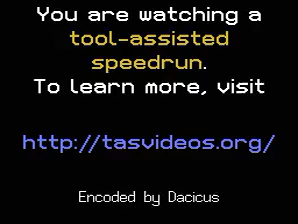 You are watching a
tool-assisted
speedrun.
To learn more, visit
http://tasvideos.org/
Encoded by Dacicus